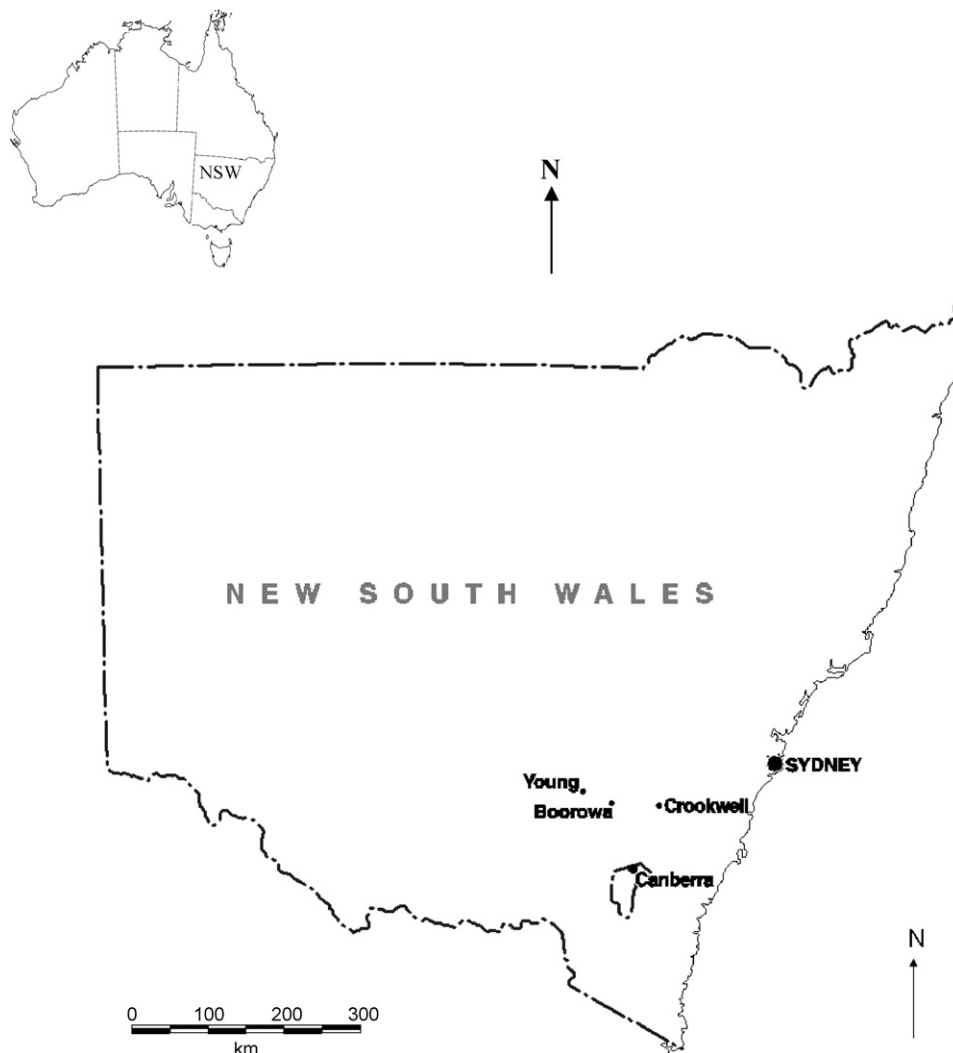 NSW
N
NEW SOUTH WALES
SYDNEY
Young
Boorowa
Crookwell
Canberra
N
0 100 200 300
km